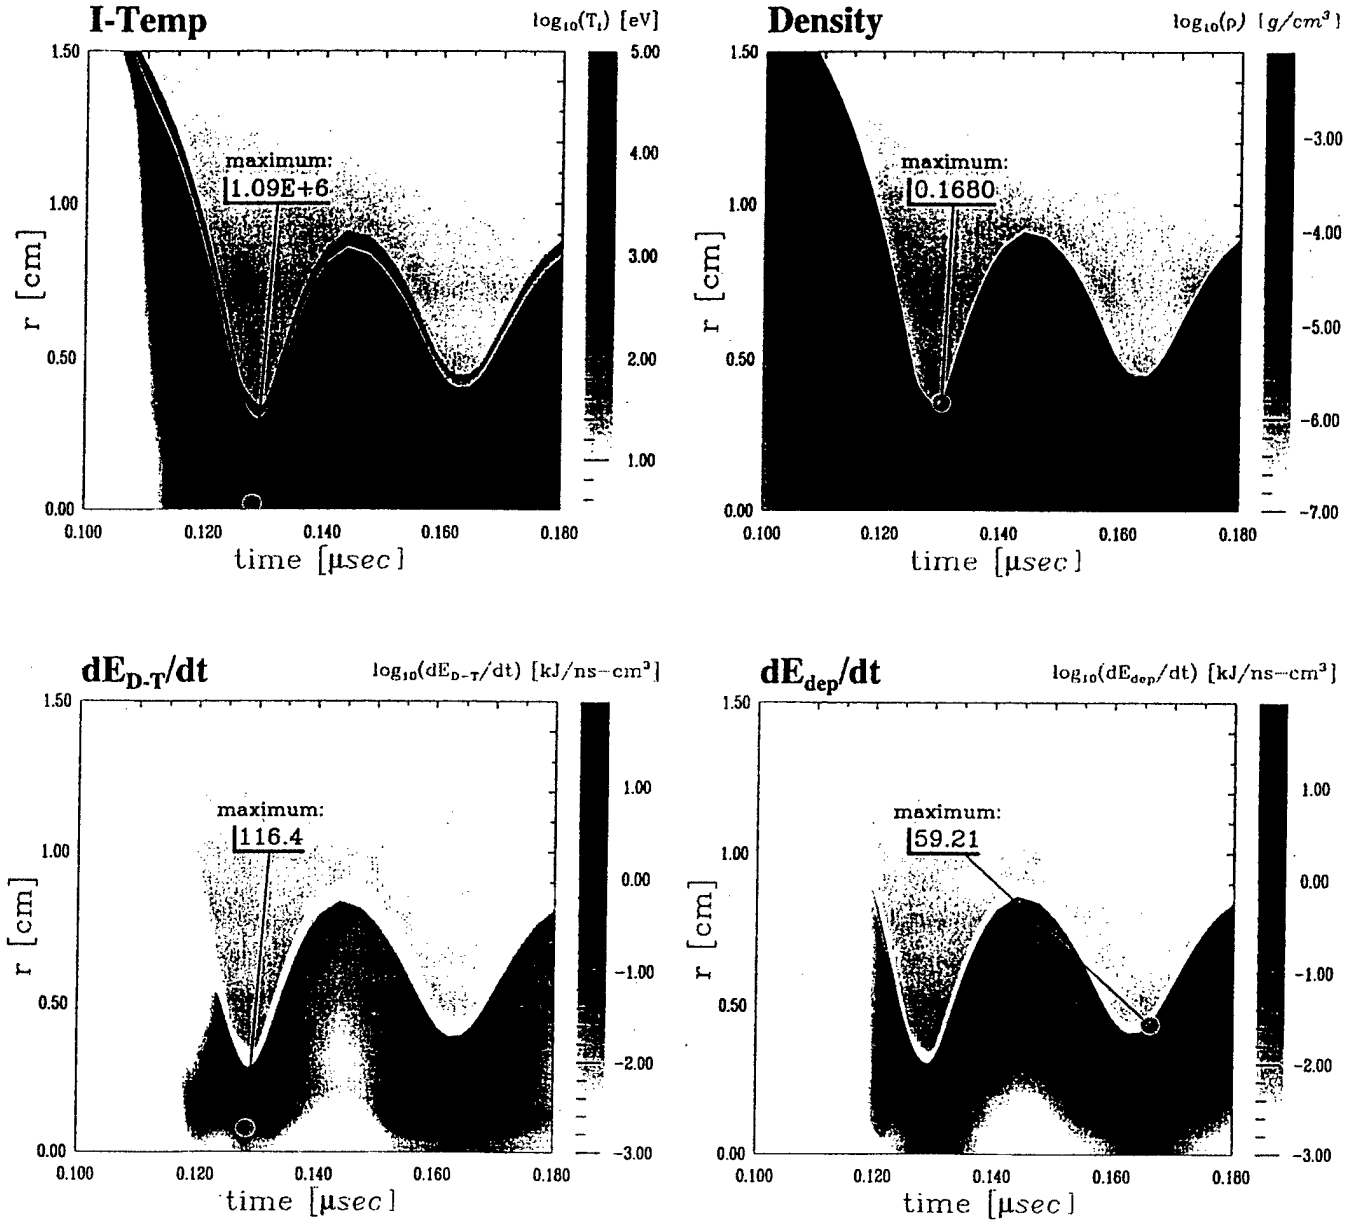 I-Temp
log₁₀(Tᵢ) [eV]
1.50
1.00
0.50
0.00
r [cm]
maximum:
1.09E+6
5.00
4.00
3.00
2.00
1.00
0.100
0.120
0.140
0.160
0.180
time [μsec]
Density
log₁₀(ρ) [g/cm³]
1.50
1.00
0.50
0.00
r [cm]
maximum:
0.1680
-3.00
-4.00
-5.00
-6.00
-7.00
0.100
0.120
0.140
0.160
0.180
time [μsec]
dE_D-T/dt
log₁₀(dE_D-T/dt) [kJ/ns-cm³]
1.50
1.00
0.50
0.00
r [cm]
maximum:
116.4
1.00
0.00
-1.00
-2.00
-3.00
0.100
0.120
0.140
0.160
0.180
time [μsec]
dE_dep/dt
log₁₀(dE_dep/dt) [kJ/ns-cm³]
1.50
1.00
0.50
0.00
r [cm]
maximum:
59.21
1.00
0.00
-1.00
-2.00
-3.00
0.100
0.120
0.140
0.160
0.180
time [μsec]